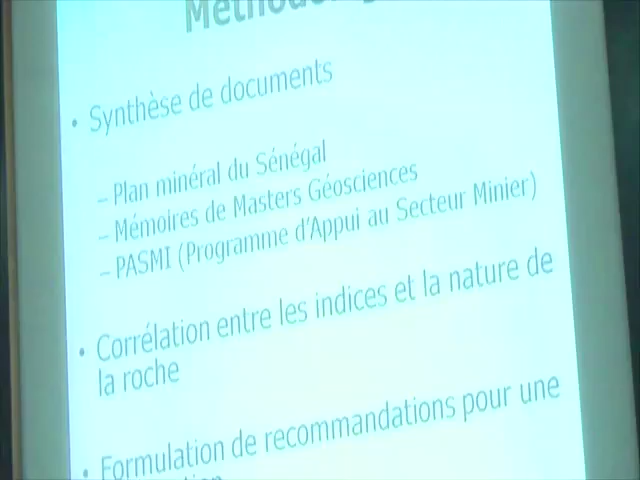 • Synthèse de documents
– Plan minéral du Sénégal
– Mémoires de Masters Géosciences
– PASMI (Programme d'Appui au Secteur Minier)
• Corrélation entre les indices et la nature de
la roche
• Formulation de recommandations pour une